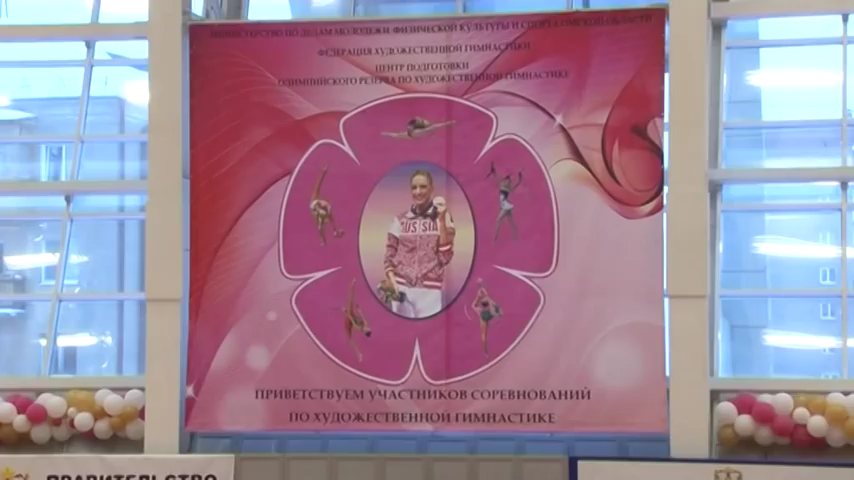 МИНИСТЕРСТВО ПО ДЕЛАМ МОЛОДЕЖИ ФИЗИЧЕСКОЙ КУЛЬТУРЫ И СПОРТА ОМСКОЙ ОБЛАСТИ
ФЕДЕРАЦИЯ ХУДОЖЕСТВЕННОЙ ГИМНАСТИКИ
ЦЕНТР ПОДГОТОВКИ
ОЛИМПИЙСКОГО РЕЗЕРВА ПО ХУДОЖЕСТВЕННОЙ ГИМНАСТИКЕ
RUSSIA
ПРИВЕТСТВУЕМ УЧАСТНИКОВ СОРЕВНОВАНИЙ
ПО ХУДОЖЕСТВЕННОЙ ГИМНАСТИКЕ
ПРАВИТЕЛЬСТВО